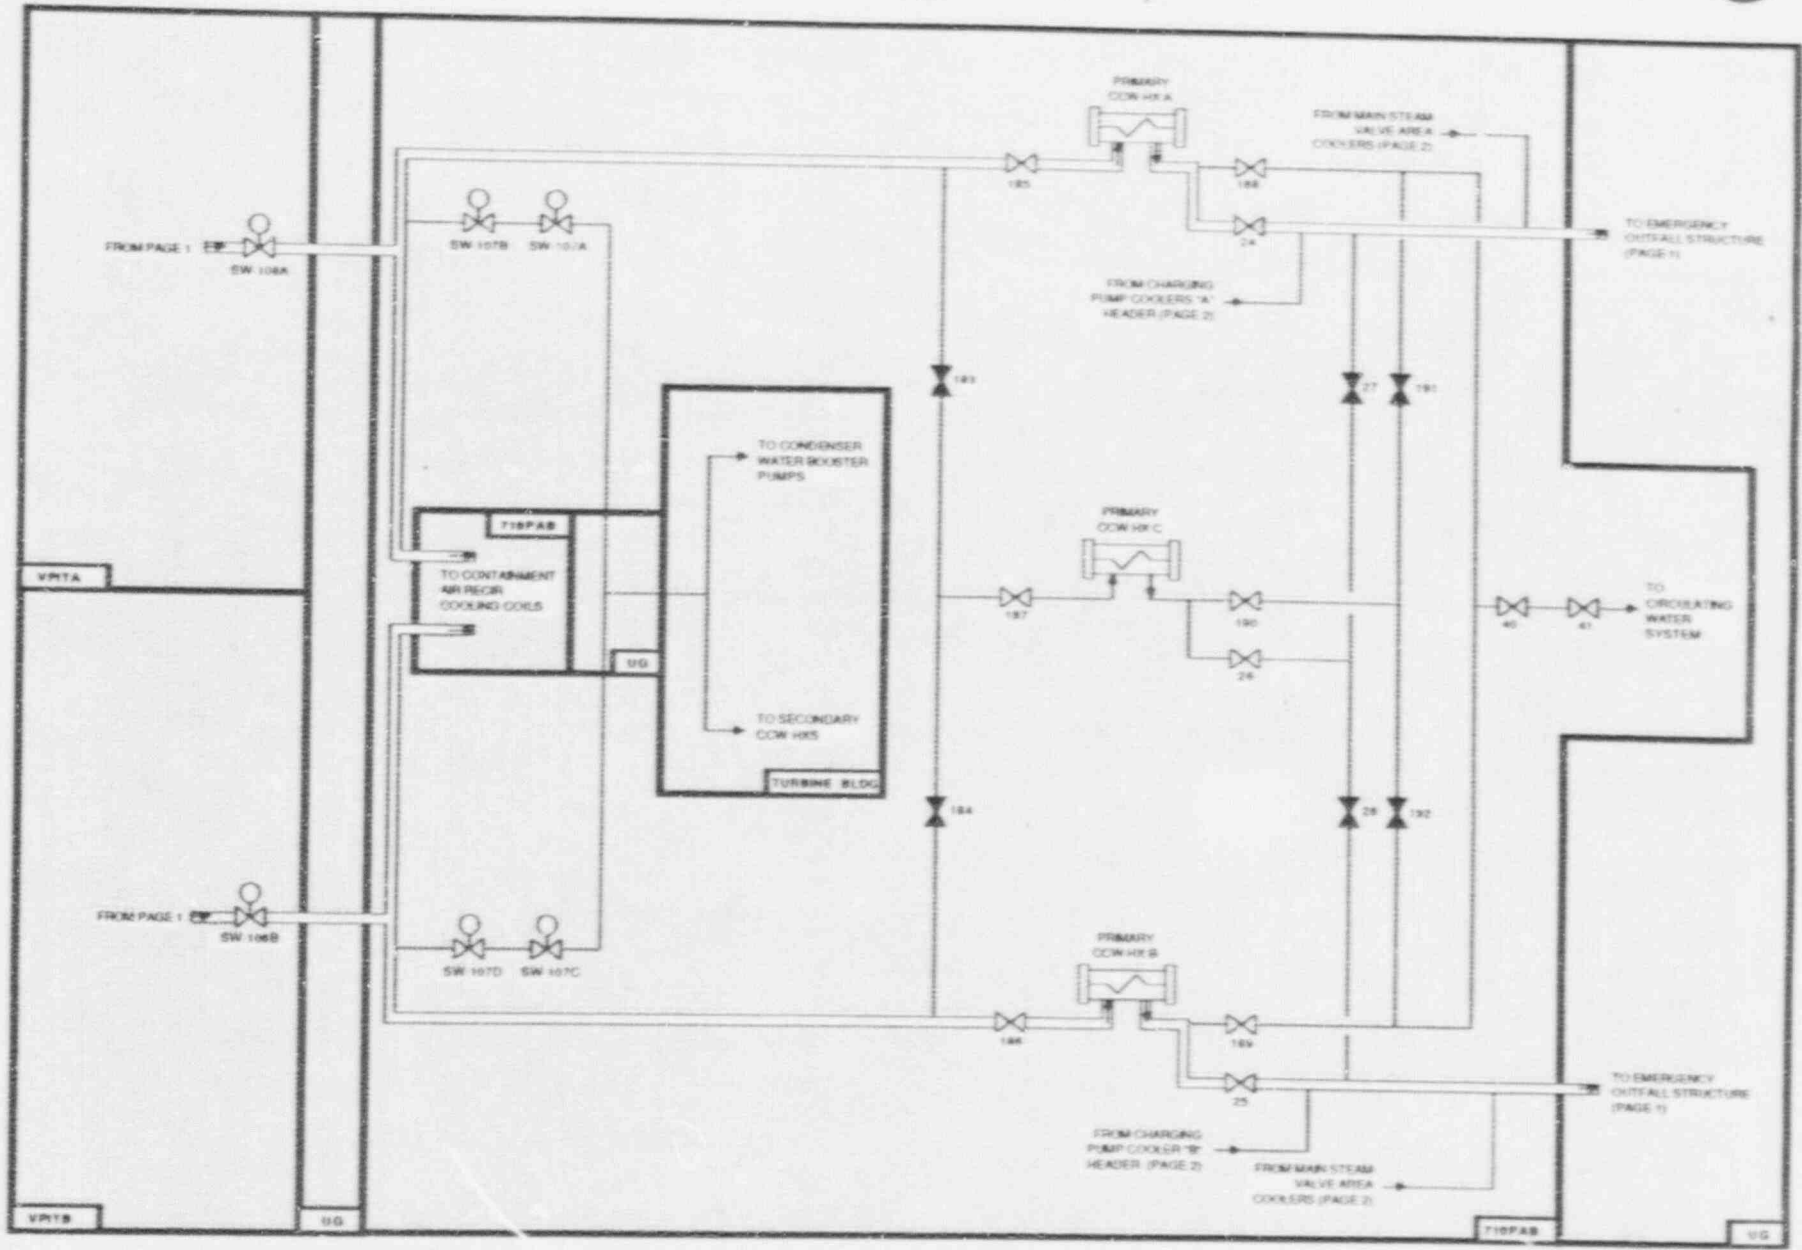 PRIMARY
CCW HX A
FROM MAIN STEAM
VALVE AREA
COOLERS (PAGE 2)
185
188
SW-107B
SW-107A
FROM PAGE 1
SW-106A
24
TO EMERGENCY
OUTFALL STRUCTURE
(PAGE 1)
FROM CHARGING
PUMP COOLERS "A"
HEADER (PAGE 2)
183
27
191
TO CONDENSER
WATER BOOSTER
PUMPS
718PAB
PRIMARY
CCW HX C
VPITA
TO CONTAINMENT
AIR RECIR
COOLING COILS
187
190
40
41
TO
CIRCULATING
WATER
SYSTEM
UG
26
TO SECONDARY
CCW HXS
TURBINE BLDG
184
28
192
FROM PAGE 1
SW-106B
SW-107D
SW-107C
PRIMARY
CCW HX B
186
189
25
TO EMERGENCY
OUTFALL STRUCTURE
(PAGE 1)
FROM CHARGING
PUMP COOLER "B"
HEADER (PAGE 2)
FROM MAIN STEAM
VALVE AREA
COOLERS (PAGE 2)
VPITB
UG
710PAB
UG